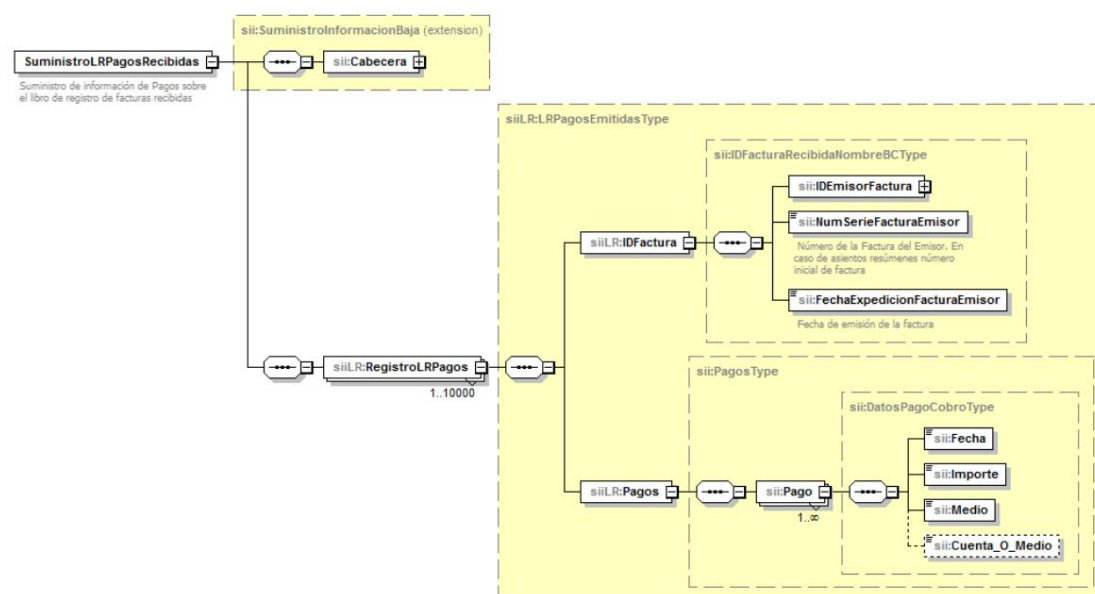 sii:SuministroInformacionBaja (extension)
SuministroLRPagosRecibidas
sii:Cabecera
Suministro de información de Pagos sobre
el libro de registro de facturas recibidas
siiLR:LRPagosEmitidasType
sii:IDFacturaRecibidaNombreBCType
sii:IDEmisorFactura
sii:NumSerieFacturaEmisor
siiLR:IDFactura
Número de la Factura del Emisor. En
caso de asientos resúmenes número
inicial de factura
sii:FechaExpedicionFacturaEmisor
Fecha de emisión de la factura
siiLR:RegistroLRPagos
1..10000
sii:PagosType
sii:DatosPagoCobroType
sii:Fecha
sii:Importe
siiLR:Pagos
sii:Pago
1..∞
sii:Medio
sii:Cuenta_O_Medio